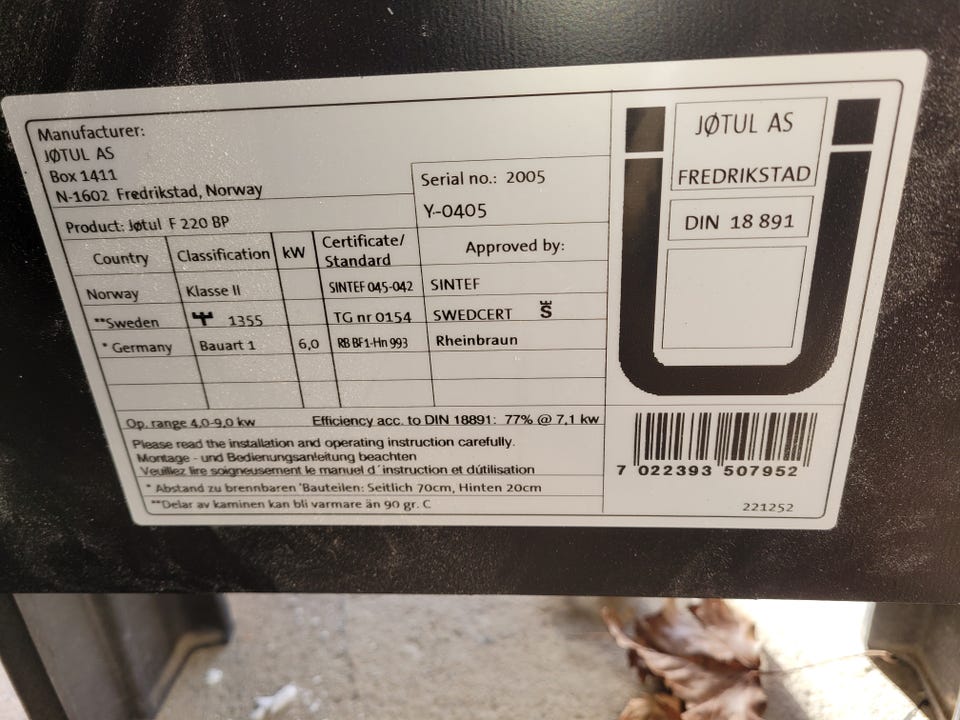 Manufacturer:
JØTUL AS
Box 1411
N-1602 Fredrikstad, Norway
Serial no.: 2005
Y-0405
Product: Jøtul F 220 BP
Country Classification kW Certificate/ Standard Approved by:
Norway Klasse II SINTEF 045-042 SINTEF
**Sweden 1355 TG nr 0154 SWEDCERT S
* Germany Bauart 1 6,0 RB BF1-Hn 993 Rheinbraun
Op. range 4,0-9,0 kw Efficiency acc. to DIN 18891: 77% @ 7,1 kw
Please read the installation and operating instruction carefully.
Montage - und Bedienungsanleitung beachten
Veuillez lire soigneusement le manuel d´instruction et dútilisation
* Abstand zu brennbaren 'Bauteilen: Seitlich 70cm, Hinten 20cm
**Delar av kaminen kan bli varmare än 90 gr. C
JØTUL AS
FREDRIKSTAD
DIN 18 891
7 022393 507952
221252